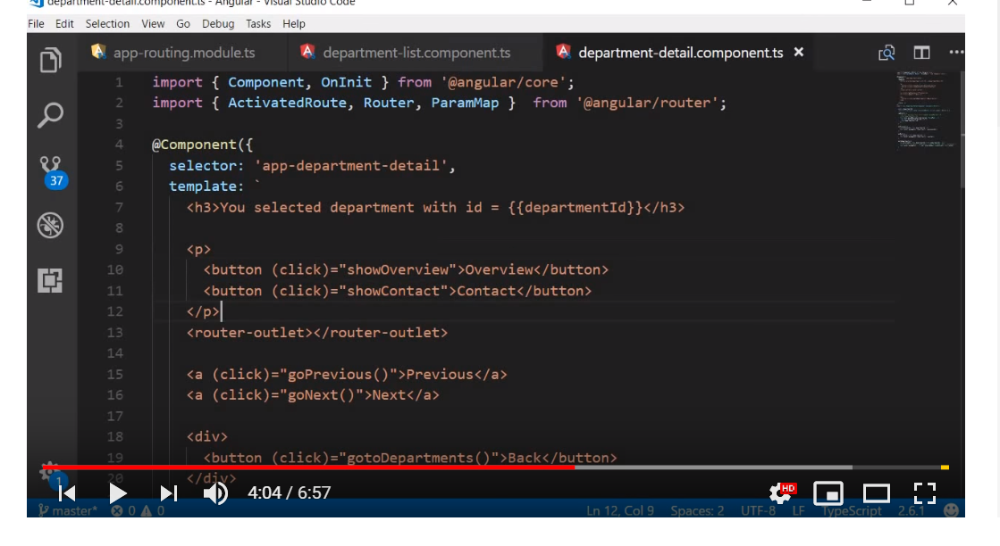 department-detail.component.ts - Angular - Visual Studio Code
File Edit Selection View Go Debug Tasks Help
app-routing.module.ts department-list.component.ts department-detail.component.ts
1 import { Component, OnInit } from '@angular/core';
2 import { ActivatedRoute, Router, ParamMap }  from '@angular/router';
3
4 @Component({
5   selector: 'app-department-detail',
6   template: `
7     <h3>You selected department with id = {{departmentId}}</h3>
8
9     <p>
10       <button (click)="showOverview">Overview</button>
11       <button (click)="showContact">Contact</button>
12     </p>
13     <router-outlet></router-outlet>
14
15     <a (click)="goPrevious()">Previous</a>
16     <a (click)="goNext()">Next</a>
17
18     <div>
19       <button (click)="gotoDepartments()">Back</button>
20     </div>
37
1
4:04 / 6:57
HD
master* 0 0 Ln 12, Col 9 Spaces: 2 UTF-8 LF TypeScript 2.6.1